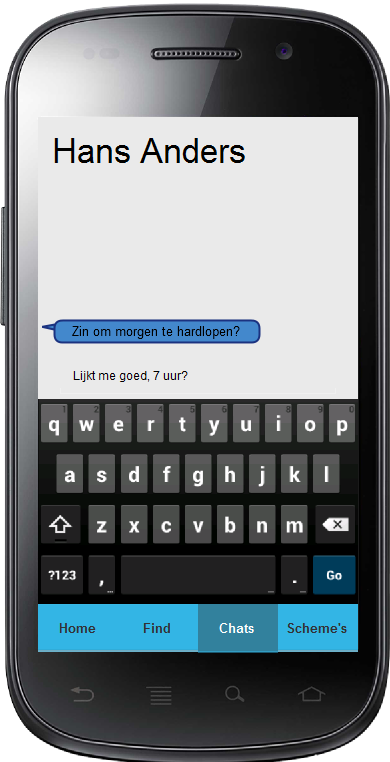 Hans Anders
Zin om morgen te hardlopen?
Lijkt me goed, 7 uur?
1 2 3 4 5 6 7 8 9 0
q w e r t y u i o p
a s d f g h j k l
z x c v b n m
?123 , ... ... . ... Go
Home Find Chats Scheme's